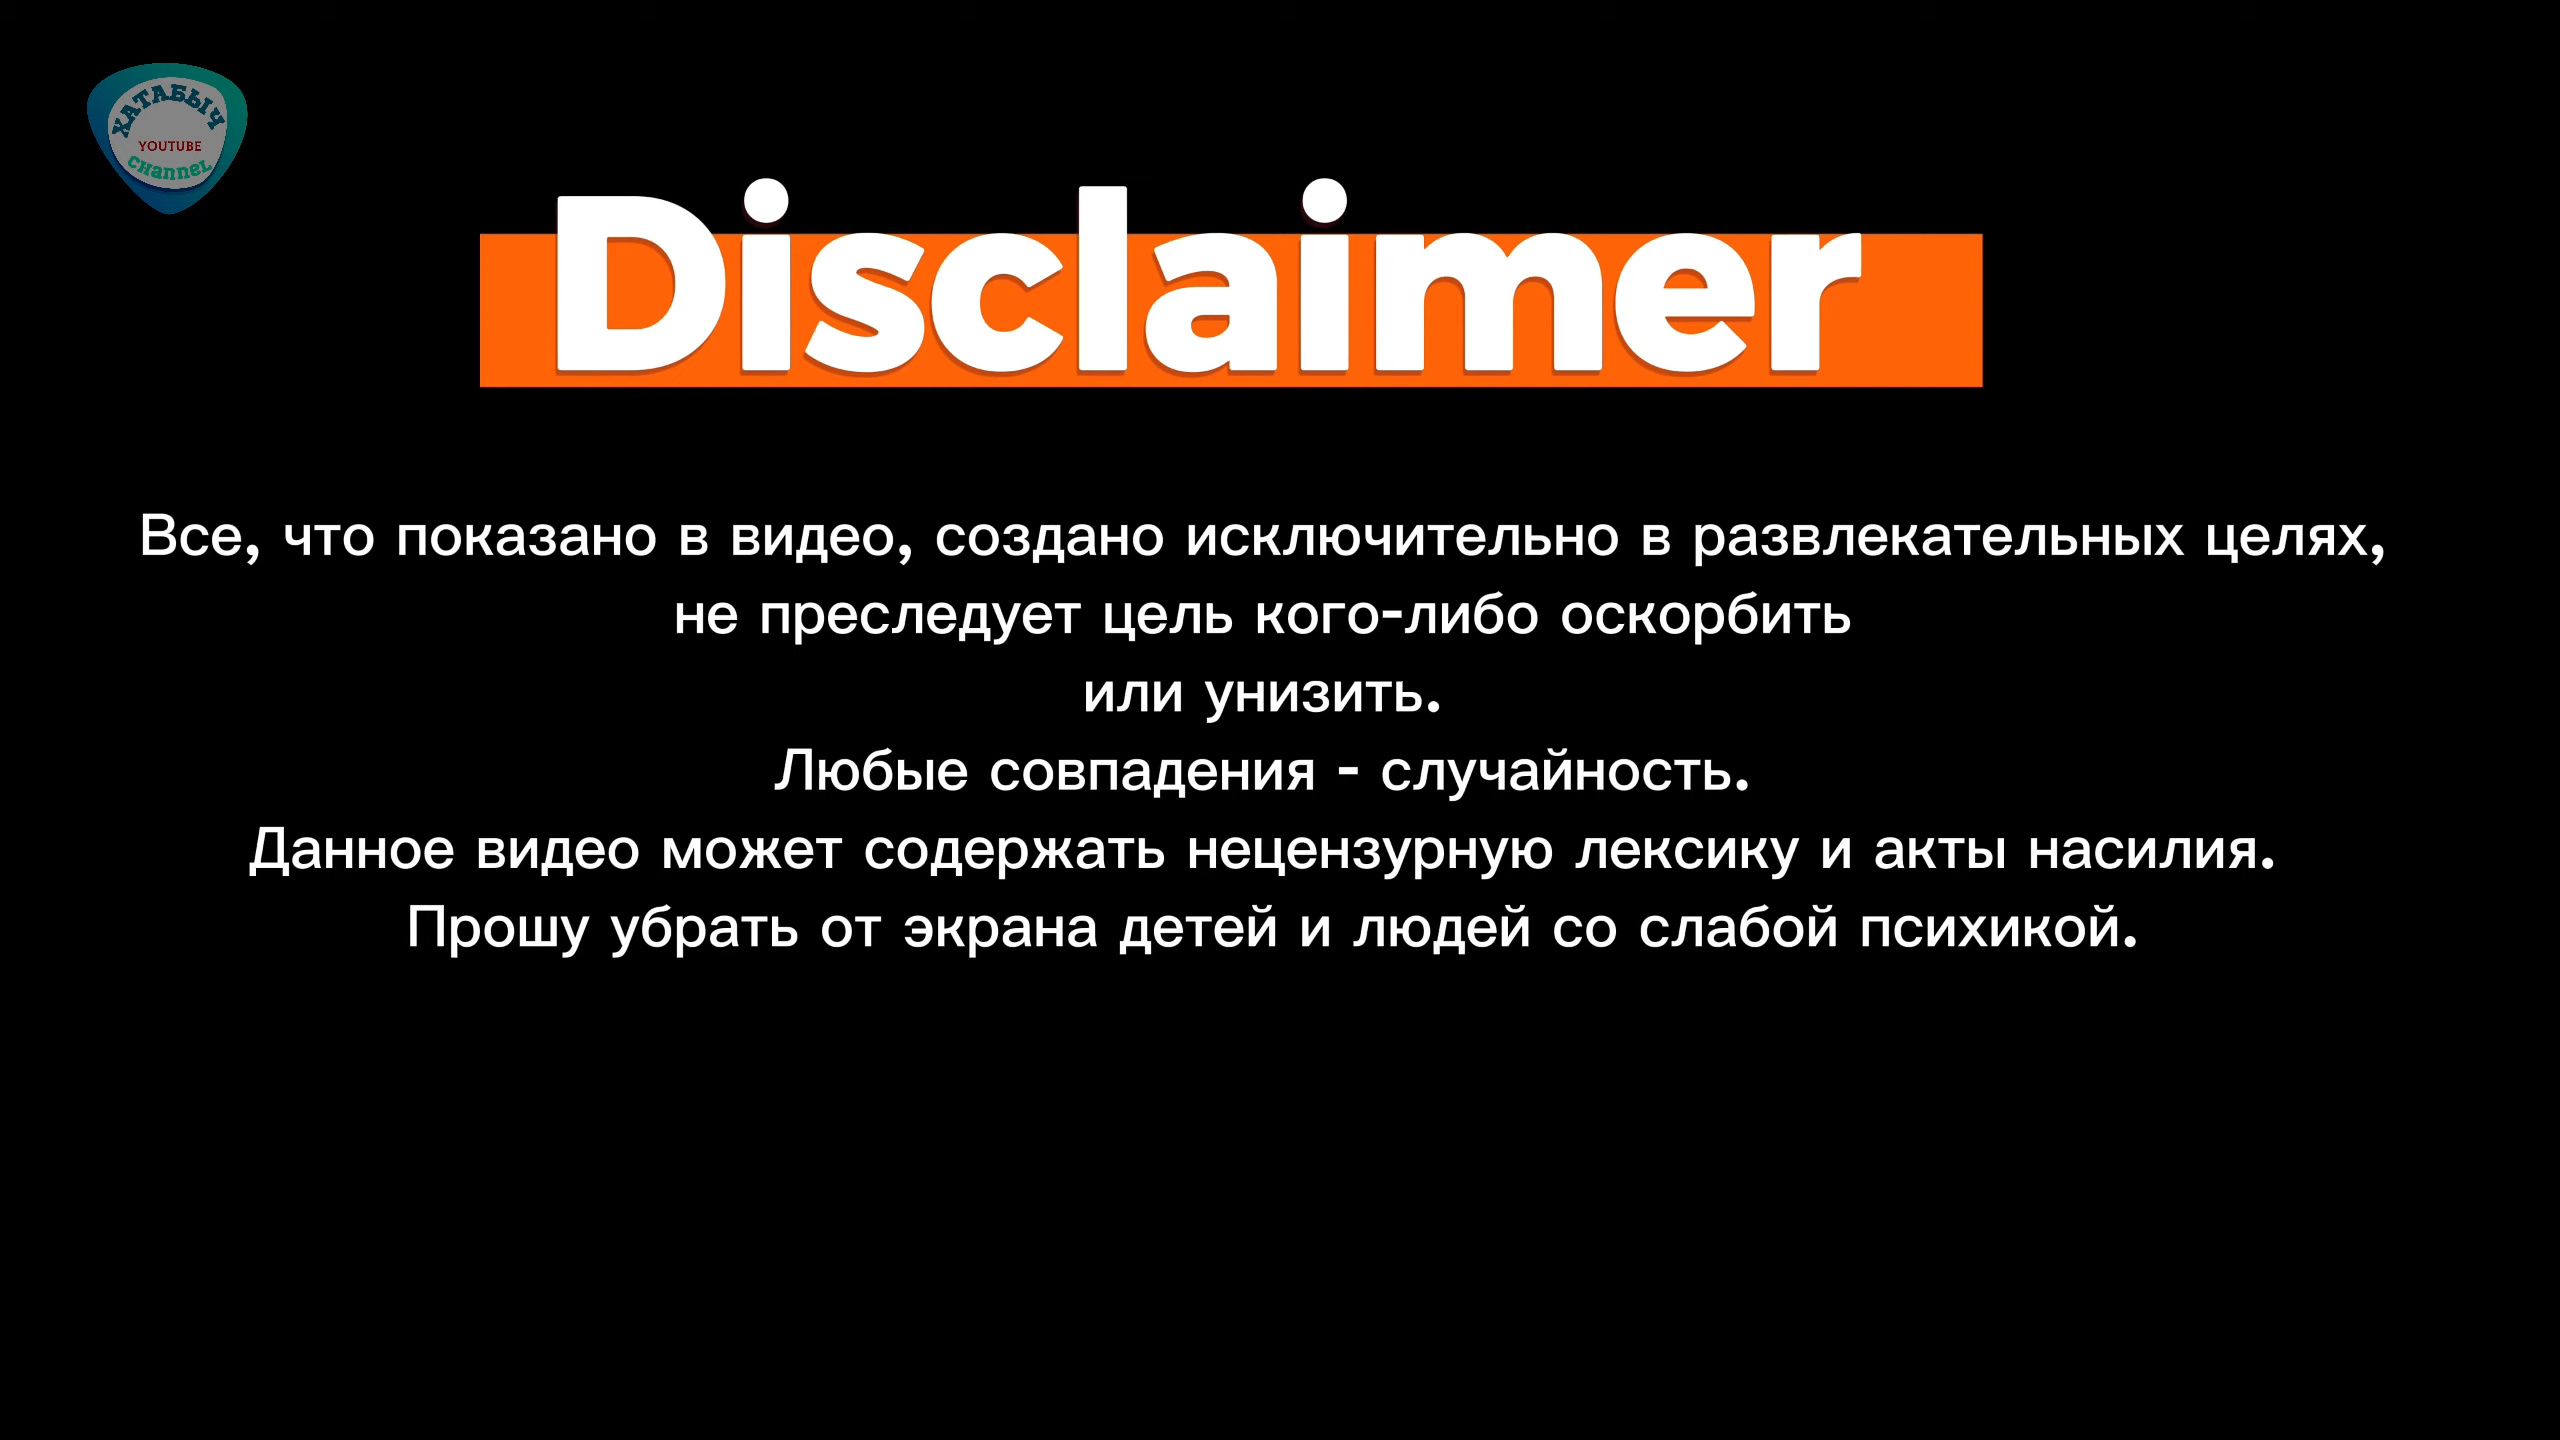 ХАТАБЫЧ
YOUTUBE
CHanneL
Disclaimer
Все, что показано в видео, создано исключительно в развлекательных целях,
не преследует цель кого-либо оскорбить
или унизить.
Любые совпадения - случайность.
Данное видео может содержать нецензурную лексику и акты насилия.
Прошу убрать от экрана детей и людей со слабой психикой.